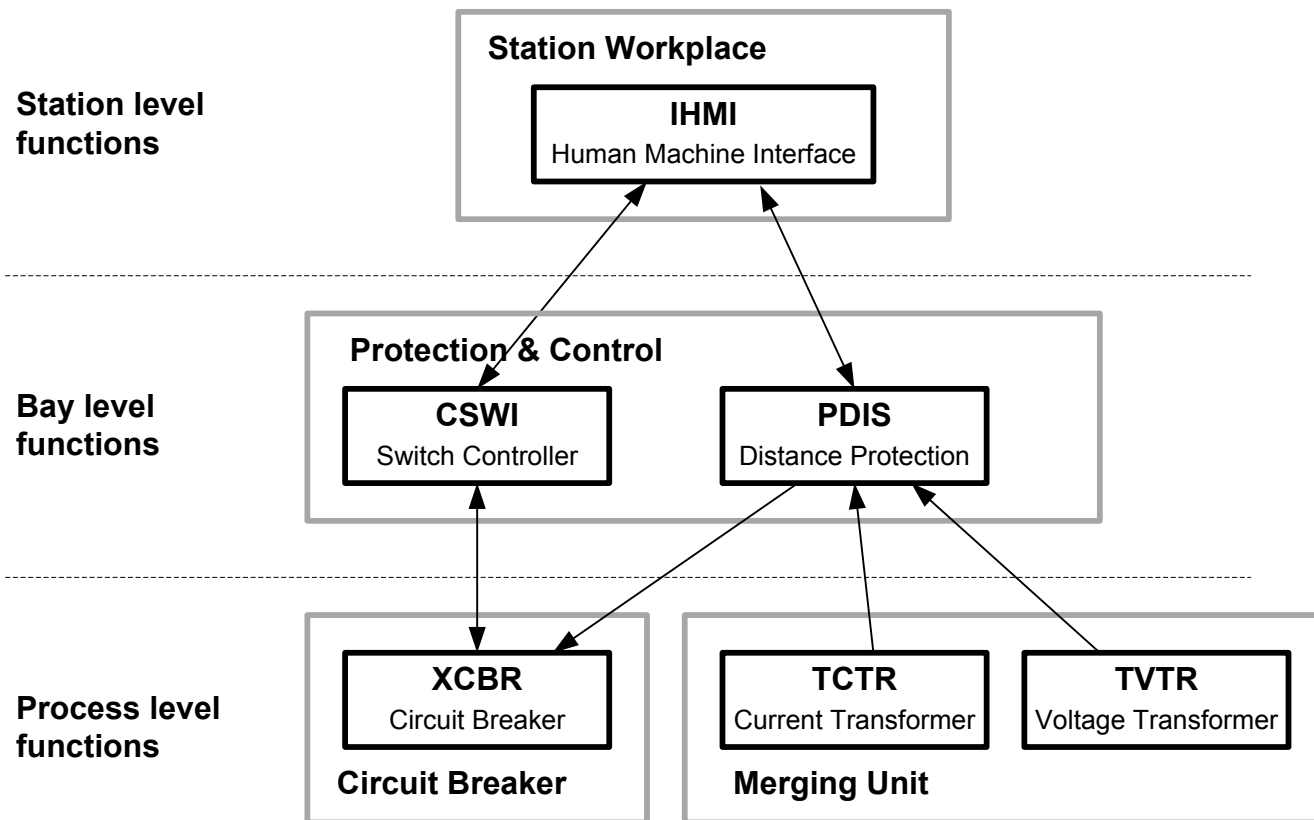 Station Workplace
Station level
functions
IHMI
Human Machine Interface
Protection & Control
Bay level
functions
CSWI
Switch Controller
PDIS
Distance Protection
Process level
functions
XCBR
Circuit Breaker
TCTR
Current Transformer
TVTR
Voltage Transformer
Circuit Breaker
Merging Unit